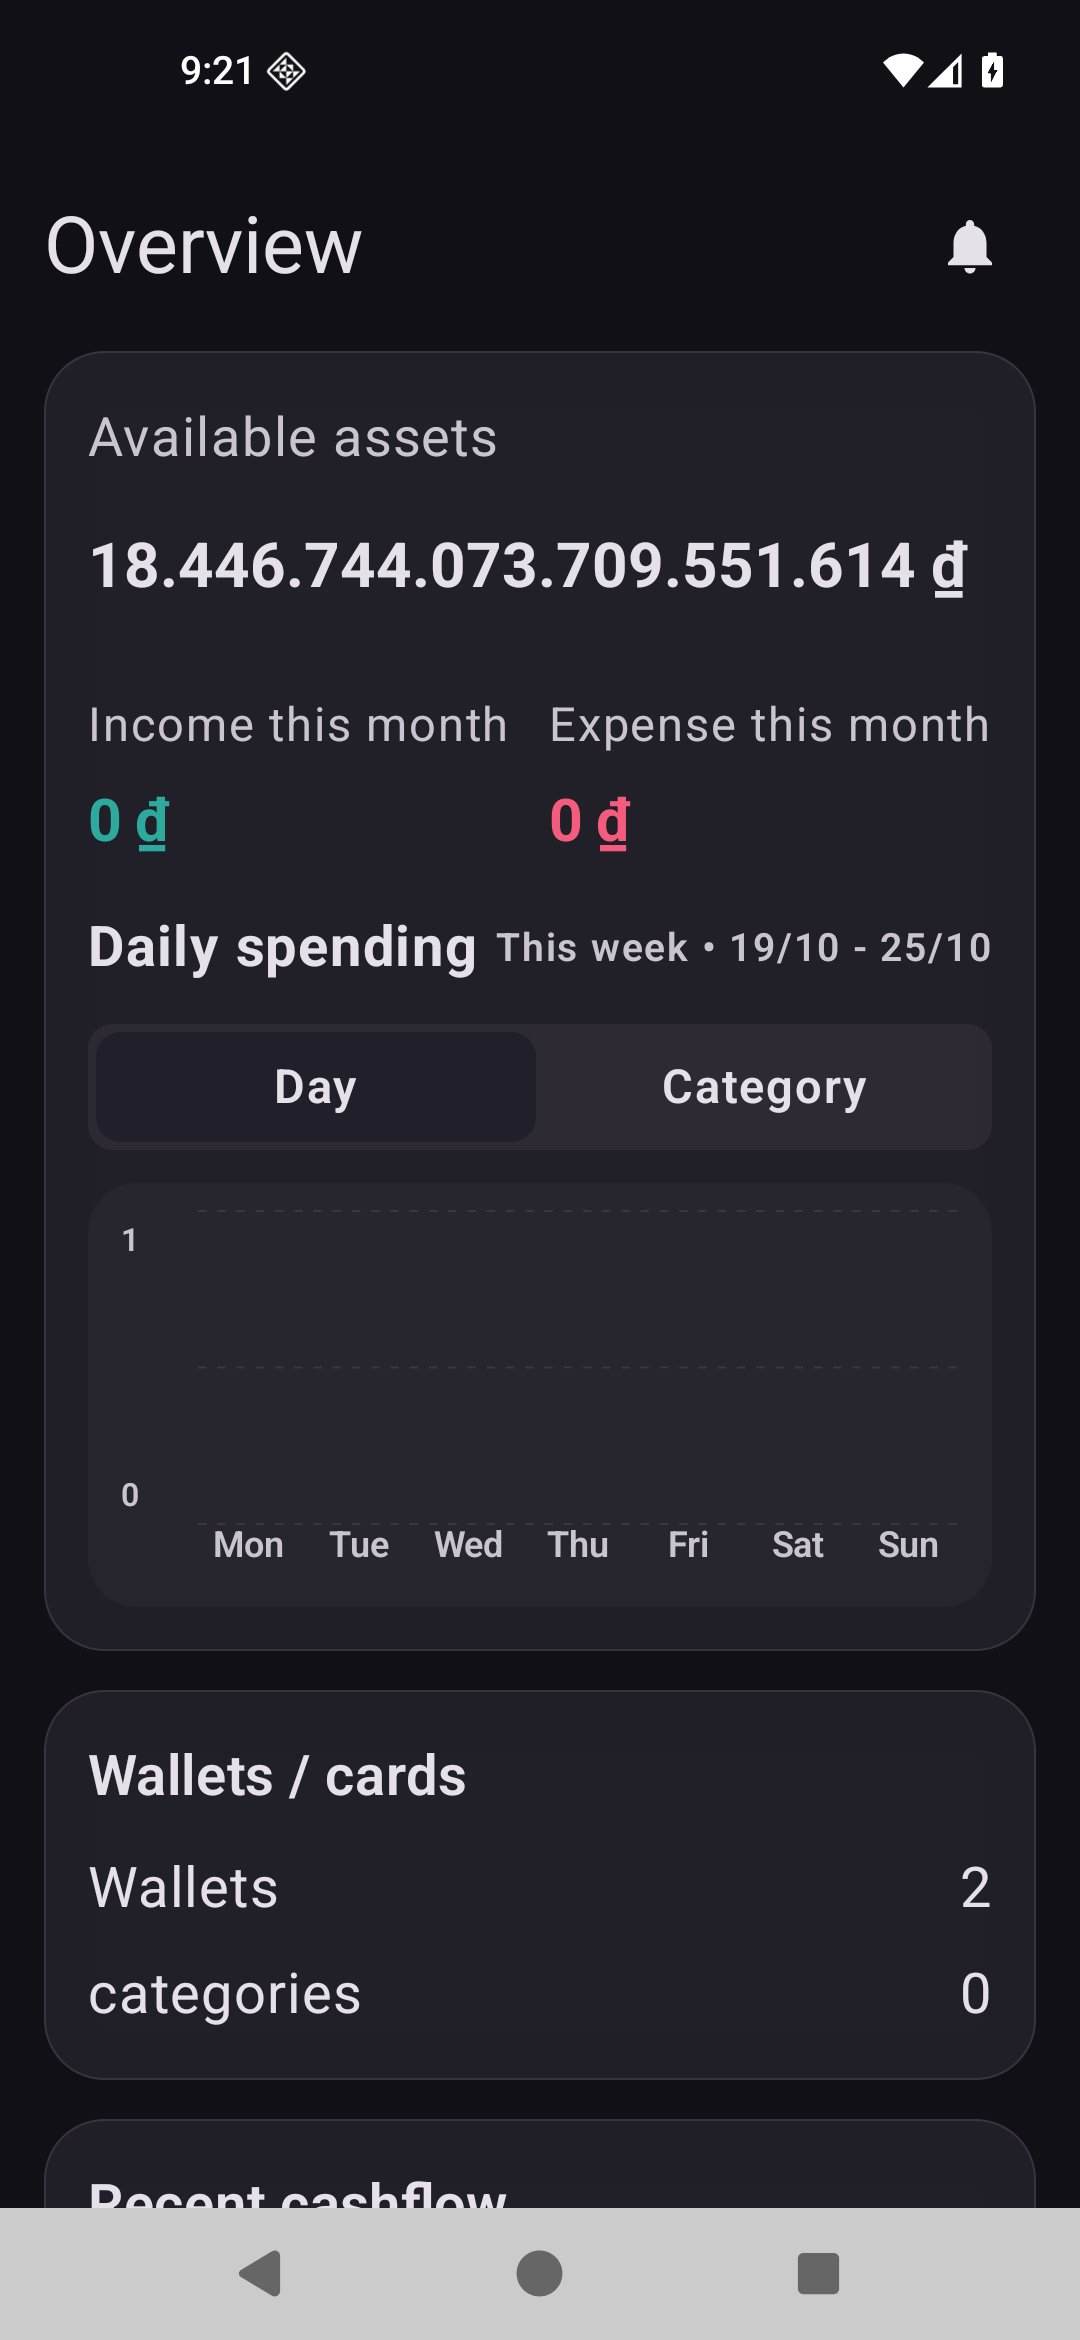 9:21
Overview
Available assets
18.446.744.073.709.551.614 ₫
Income this month Expense this month
0 ₫ 0 ₫
Daily spending This week • 19/10 - 25/10
Day Category
1
0
Mon Tue Wed Thu Fri Sat Sun
Wallets / cards
Wallets 2
categories 0
Recent cashflow